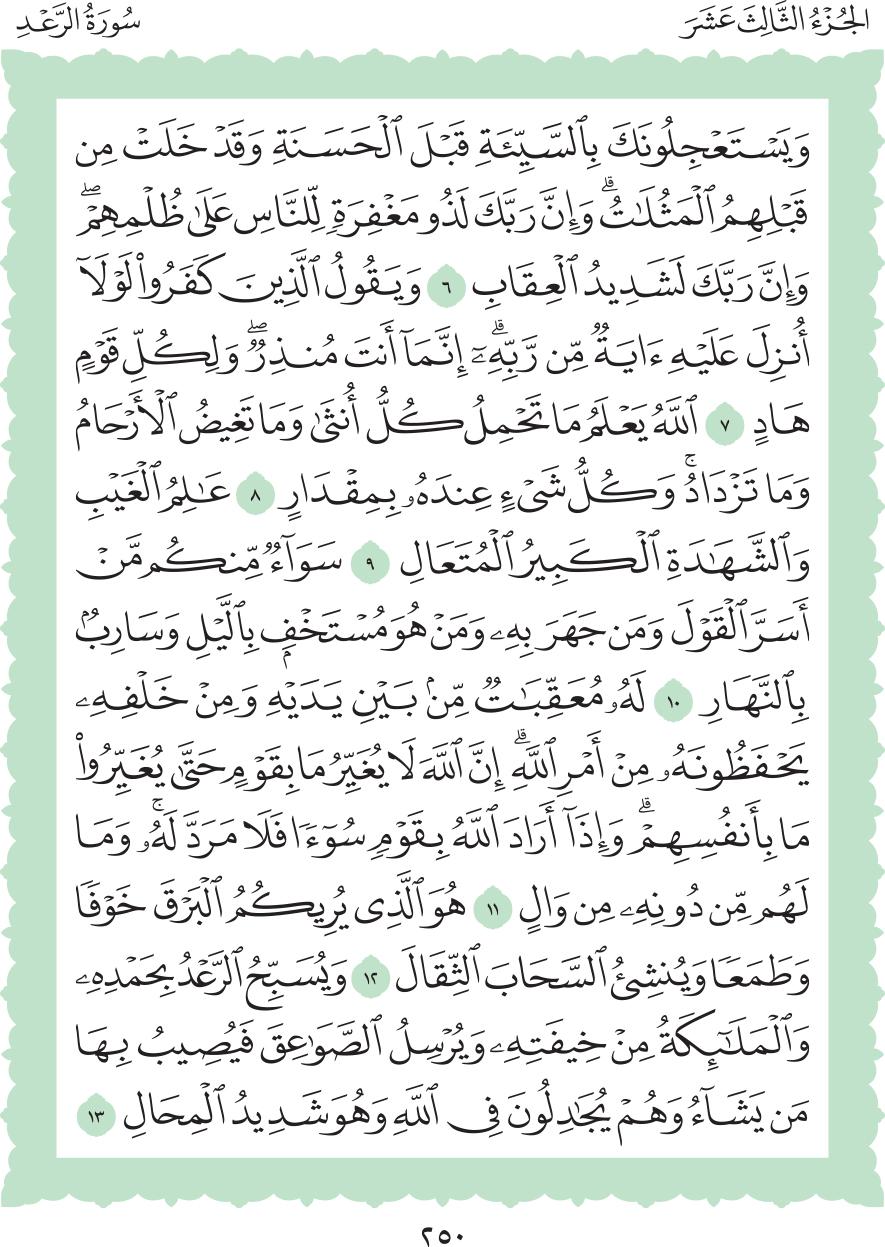 الجُزْءُ الثَّالِثَ عَشَرَ
سُورَةُ الرَّعْدِ
وَيَسْتَعْجِلُونَكَ بِٱلسَّيِّئَةِ قَبْلَ ٱلْحَسَنَةِ وَقَدْ خَلَتْ مِن
قَبْلِهِمُ ٱلْمَثُلَٰتُۗ وَإِنَّ رَبَّكَ لَذُو مَغْفِرَةٖ لِّلنَّاسِ عَلَىٰ ظُلْمِهِمْۖ
وَإِنَّ رَبَّكَ لَشَدِيدُ ٱلْعِقَابِ ٦ وَيَقُولُ ٱلَّذِينَ كَفَرُواْ لَوْلَآ
أُنزِلَ عَلَيْهِ ءَايَةٞ مِّن رَّبِّهِۦٓۗ إِنَّمَآ أَنتَ مُنذِرٞۖ وَلِكُلِّ قَوْمٍ
هَادٍ ٧ ٱللَّهُ يَعْلَمُ مَا تَحْمِلُ كُلُّ أُنثَىٰ وَمَا تَغِيضُ ٱلْأَرْحَامُ
وَمَا تَزْدَادُۚ وَكُلُّ شَىْءٍ عِندَهُۥ بِمِقْدَارٍ ٨ عَٰلِمُ ٱلْغَيْبِ
وَٱلشَّهَٰدَةِ ٱلْكَبِيرُ ٱلْمُتَعَالِ ٩ سَوَآءٞ مِّنكُم مَّنْ
أَسَرَّ ٱلْقَوْلَ وَمَن جَهَرَ بِهِۦ وَمَنْ هُوَ مُسْتَخْفِۭ بِٱلَّيْلِ وَسَارِبُۢ
بِٱلنَّهَارِ ١٠ لَهُۥ مُعَقِّبَٰتٞ مِّنۢ بَيْنِ يَدَيْهِ وَمِنْ خَلْفِهِۦ
يَحْفَظُونَهُۥ مِنْ أَمْرِ ٱللَّهِۗ إِنَّ ٱللَّهَ لَا يُغَيِّرُ مَا بِقَوْمٍ حَتَّىٰ يُغَيِّرُواْ
مَا بِأَنفُسِهِمْۗ وَإِذَآ أَرَادَ ٱللَّهُ بِقَوْمٖ سُوٓءٗا فَلَا مَرَدَّ لَهُۥۚ وَمَا
لَهُم مِّن دُونِهِۦ مِن وَالٍ ١١ هُوَ ٱلَّذِى يُرِيكُمُ ٱلْبَرْقَ خَوْفٗا
وَطَمَعٗا وَيُنشِئُ ٱلسَّحَابَ ٱلثِّقَالَ ١٢ وَيُسَبِّحُ ٱلرَّعْدُ بِحَمْدِهِۦ
وَٱلْمَلَٰٓئِكَةُ مِنْ خِيفَتِهِۦ وَيُرْسِلُ ٱلصَّوَٰعِقَ فَيُصِيبُ بِهَا
مَن يَشَآءُ وَهُمْ يُجَٰدِلُونَ فِى ٱللَّهِ وَهُوَ شَدِيدُ ٱلْمِحَالِ ١٣
٢٥٠